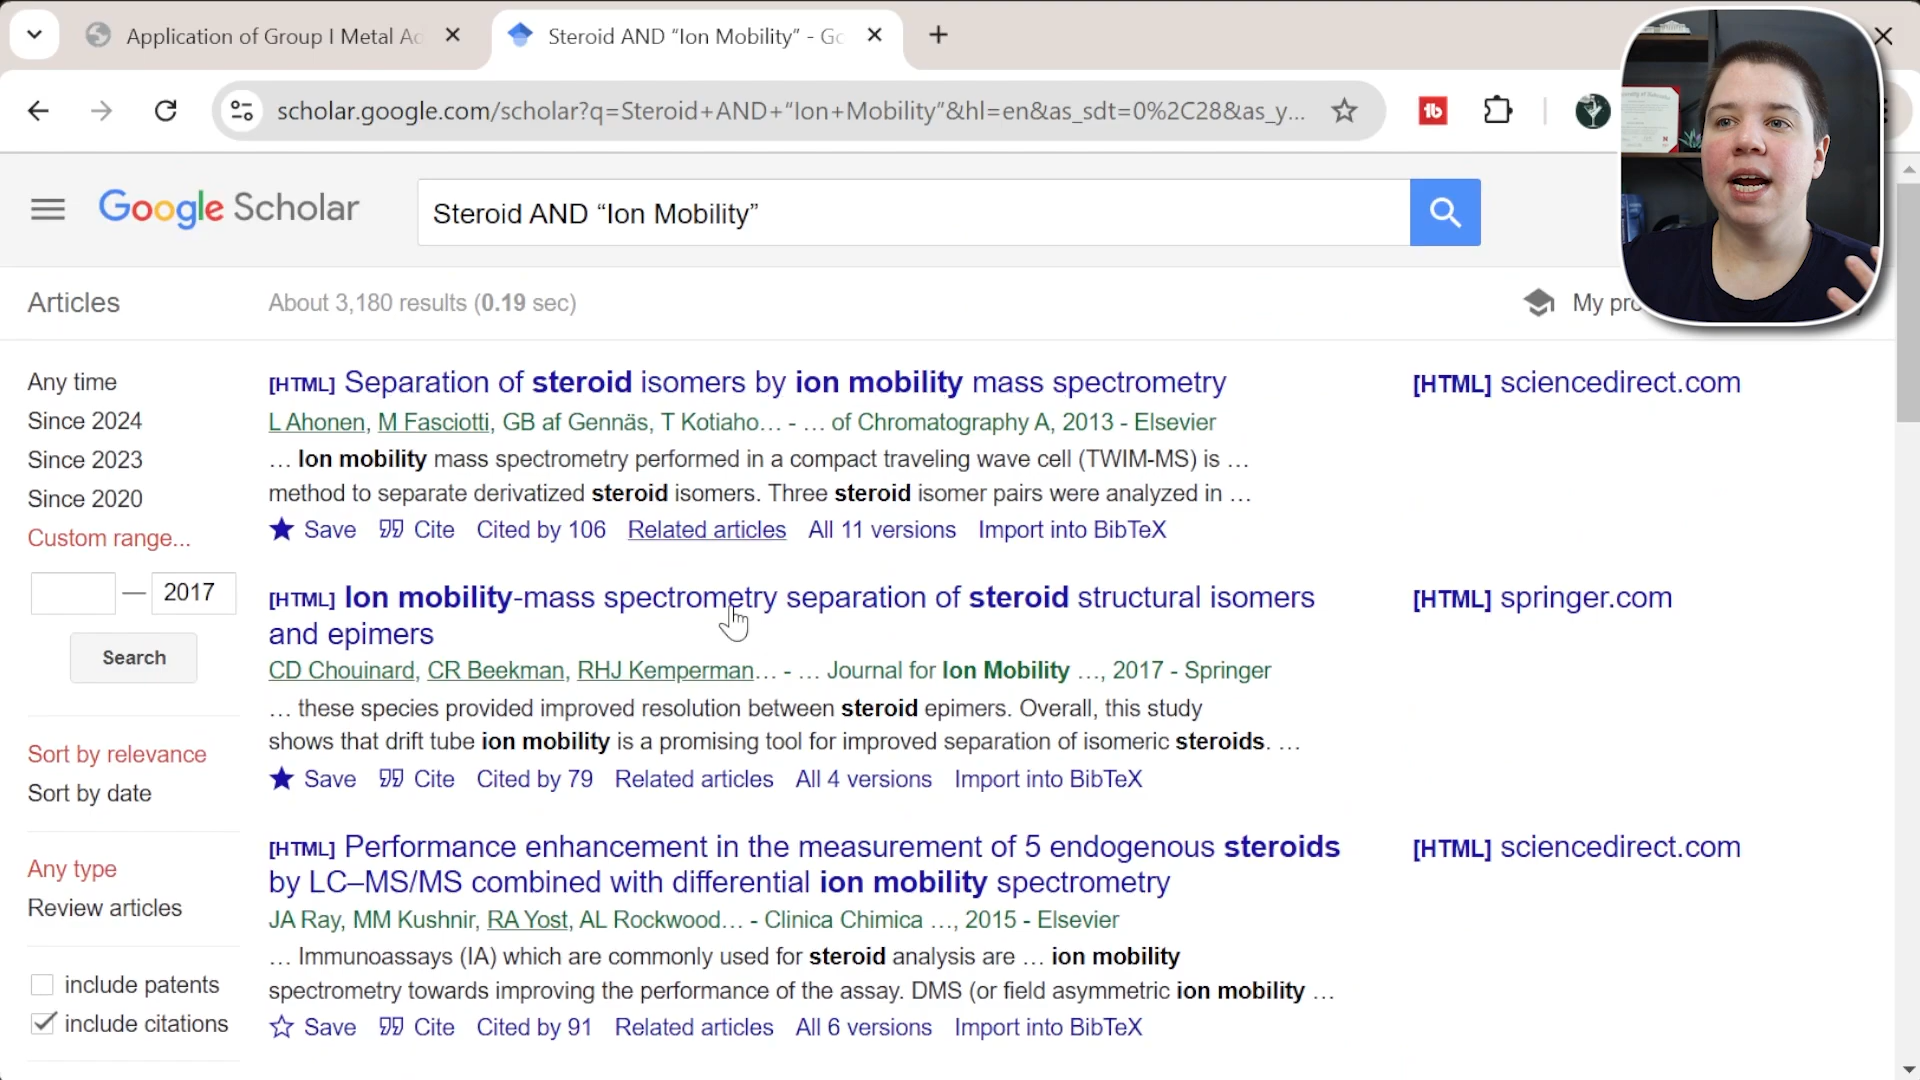 Application of Group I Metal Ad
Steroid AND “Ion Mobility” - Go
scholar.google.com/scholar?q=Steroid+AND+“Ion+Mobility”&hl=en&as_sdt=0%2C28&as_y...
Google Scholar
Steroid AND “Ion Mobility”
Articles
About 3,180 results (0.19 sec)
My pro
Any time
Since 2024
Since 2023
Since 2020
Custom range...
— 2017
Search
Sort by relevance
Sort by date
Any type
Review articles
include patents
include citations
[HTML] Separation of steroid isomers by ion mobility mass spectrometry
L Ahonen, M Fasciotti, GB af Gennäs, T Kotiaho… - … of Chromatography A, 2013 - Elsevier
… Ion mobility mass spectrometry performed in a compact traveling wave cell (TWIM-MS) is …
method to separate derivatized steroid isomers. Three steroid isomer pairs were analyzed in …
Save Cite Cited by 106 Related articles All 11 versions Import into BibTeX
[HTML] sciencedirect.com
[HTML] Ion mobility-mass spectrometry separation of steroid structural isomers
and epimers
CD Chouinard, CR Beekman, RHJ Kemperman… - … Journal for Ion Mobility …, 2017 - Springer
… these species provided improved resolution between steroid epimers. Overall, this study
shows that drift tube ion mobility is a promising tool for improved separation of isomeric steroids. …
Save Cite Cited by 79 Related articles All 4 versions Import into BibTeX
[HTML] springer.com
[HTML] Performance enhancement in the measurement of 5 endogenous steroids
by LC–MS/MS combined with differential ion mobility spectrometry
JA Ray, MM Kushnir, RA Yost, AL Rockwood… - Clinica Chimica …, 2015 - Elsevier
… Immunoassays (IA) which are commonly used for steroid analysis are … ion mobility
spectrometry towards improving the performance of the assay. DMS (or field asymmetric ion mobility …
Save Cite Cited by 91 Related articles All 6 versions Import into BibTeX
[HTML] sciencedirect.com